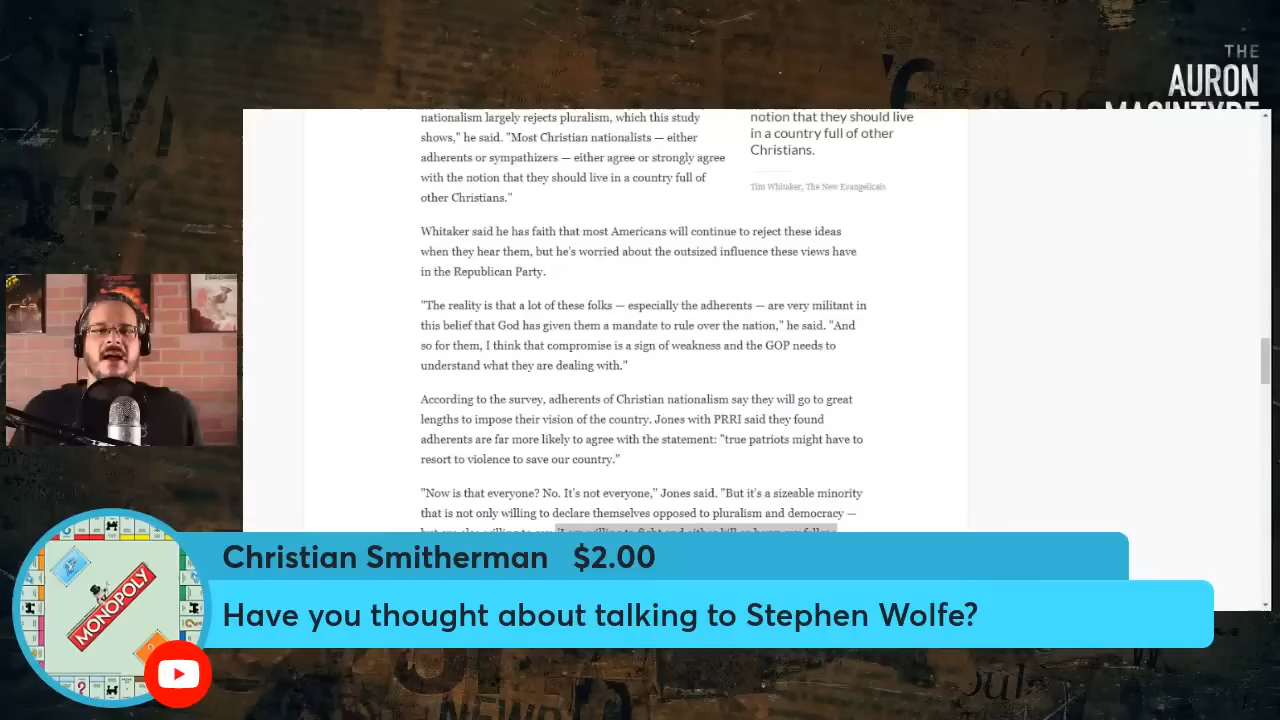 THE
AURON
MACINTYRE
nationalism largely rejects pluralism, which this study
shows," he said. "Most Christian nationalists — either
adherents or sympathizers — either agree or strongly agree
with the notion that they should live in a country full of
other Christians."
notion that they should live
in a country full of other
Christians.
Tim Whitaker, The New Evangelicals
Whitaker said he has faith that most Americans will continue to reject these ideas
when they hear them, but he's worried about the outsized influence these views have
in the Republican Party.
"The reality is that a lot of these folks — especially the adherents — are very militant in
this belief that God has given them a mandate to rule over the nation," he said. "And
so for them, I think that compromise is a sign of weakness and the GOP needs to
understand what they are dealing with."
According to the survey, adherents of Christian nationalism say they will go to great
lengths to impose their vision of the country. Jones with PRRI said they found
adherents are far more likely to agree with the statement: "true patriots might have to
resort to violence to save our country."
"Now is that everyone? No. It's not everyone," Jones said. "But it's a sizeable minority
that is not only willing to declare themselves opposed to pluralism and democracy —
Christian Smitherman $2.00
Have you thought about talking to Stephen Wolfe?
MONOPOLY